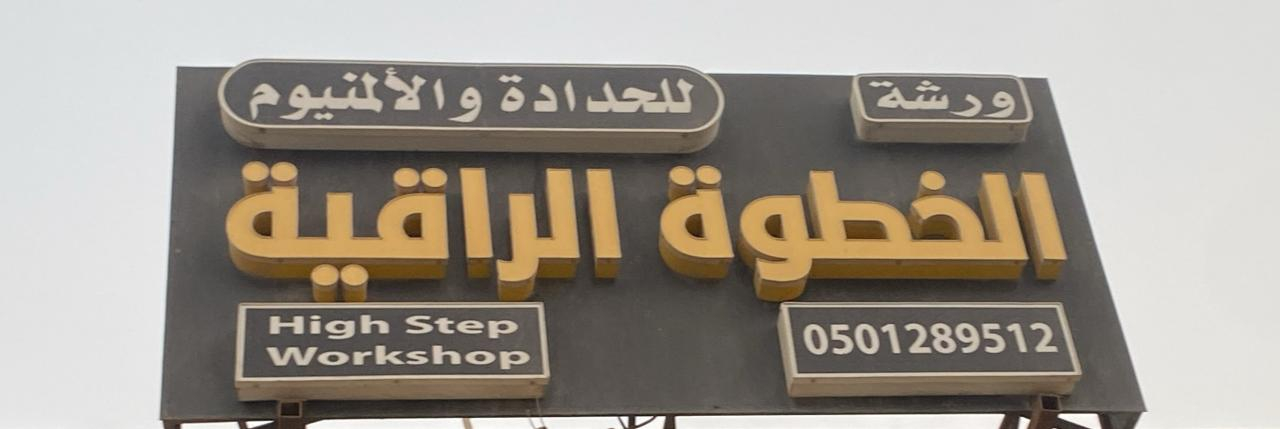 ورشة
للحدادة والألمنيوم
الخطوة الراقية
0501289512
High Step
Workshop